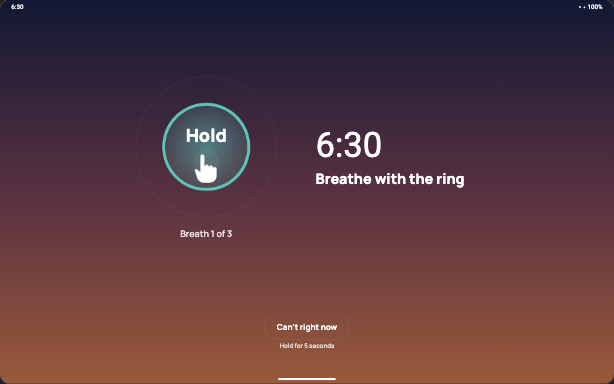 6:30
100%
Hold
6:30
Breathe with the ring
Breath 1 of 3
Can't right now
Hold for 5 seconds